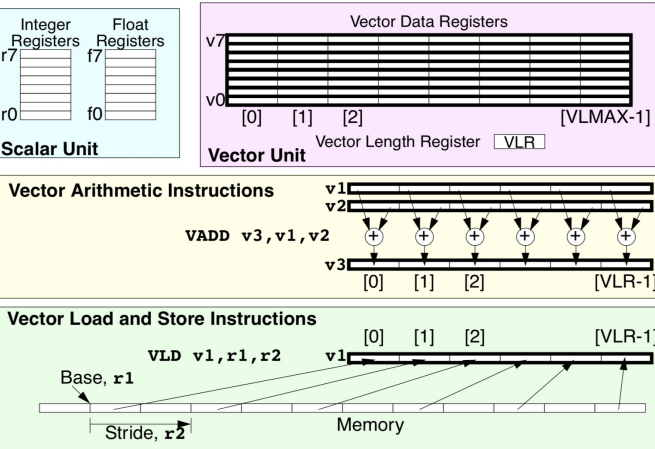 Integer Registers
Float Registers
r7
f7
r0
f0
Scalar Unit
Vector Data Registers
v7
v0
[0] [1] [2] [VLMAX-1]
Vector Length Register VLR
Vector Unit
Vector Arithmetic Instructions
v1
v2
VADD v3,v1,v2
+ + + + + +
v3
[0] [1] [2] [VLR-1]
Vector Load and Store Instructions
[0] [1] [2] [VLR-1]
VLD v1,r1,r2
v1
Base, r1
Stride, r2
Memory